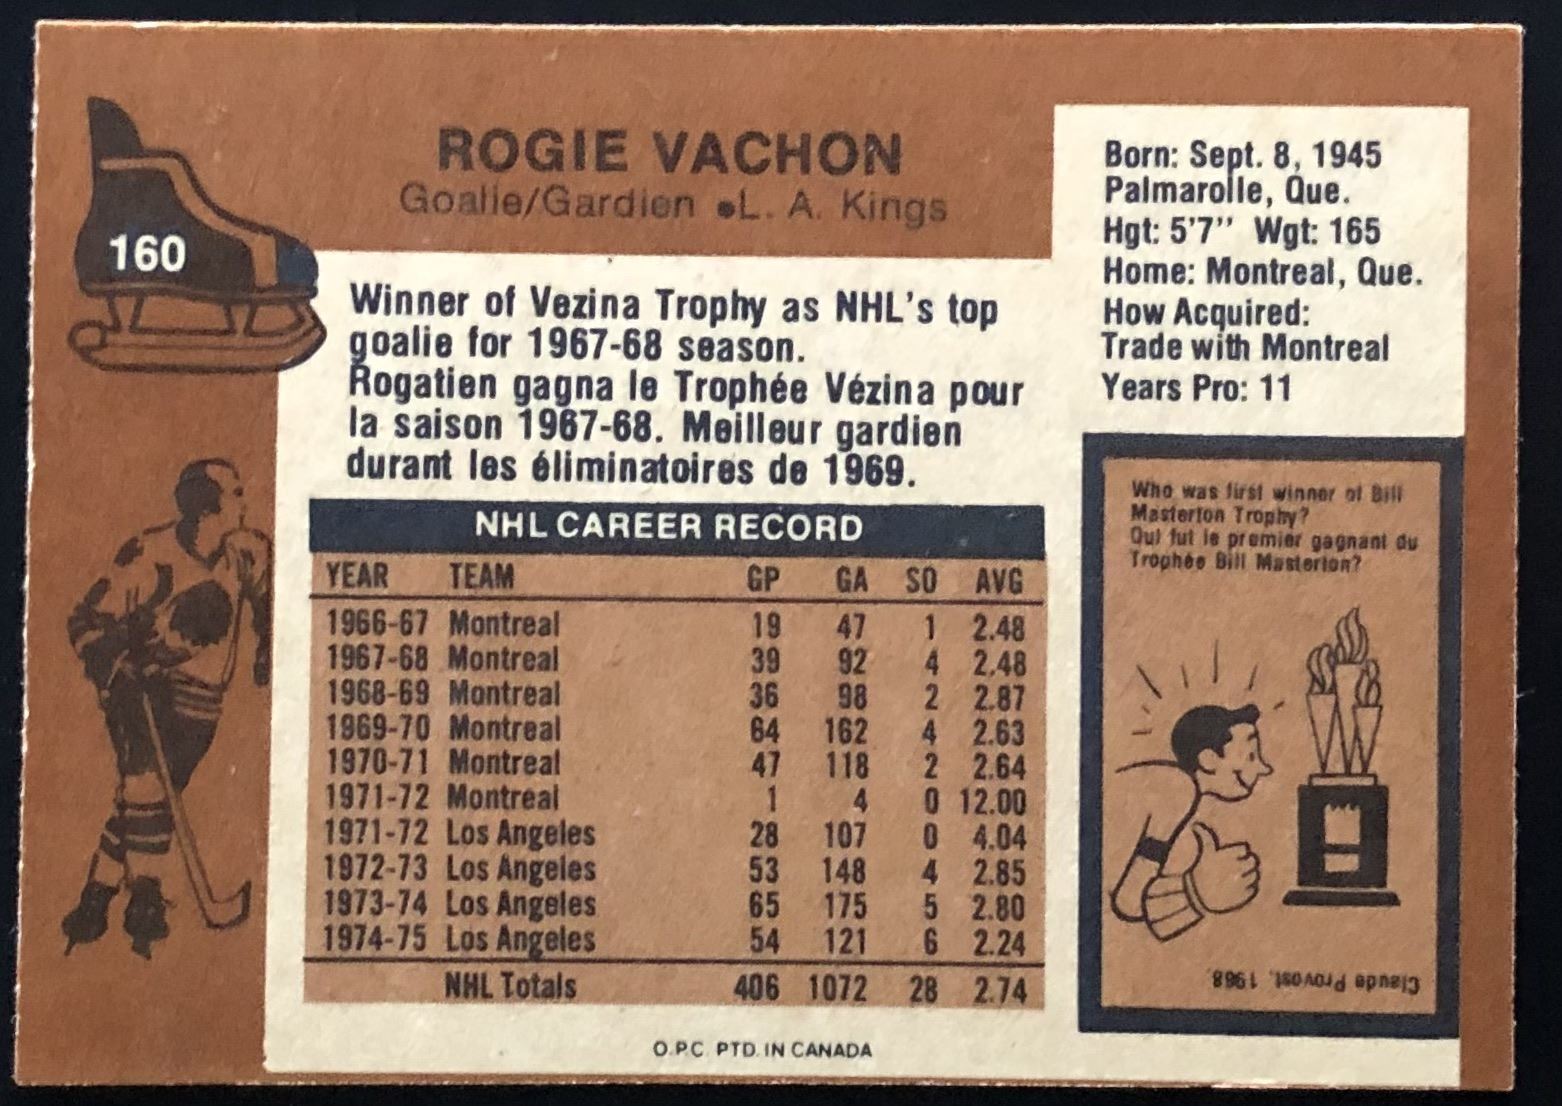 160
ROGIE VACHON
Goalie/Gardien •L. A. Kings
Born: Sept. 8, 1945
Palmarolle, Que.
Hgt: 5'7" Wgt: 165
Home: Montreal, Que.
How Acquired:
Trade with Montreal
Years Pro: 11
Winner of Vezina Trophy as NHL's top
goalie for 1967-68 season.
Rogatien gagna le Trophée Vézina pour
la saison 1967-68. Meilleur gardien
durant les éliminatoires de 1969.
NHL CAREER RECORD
YEAR TEAM GP GA SO AVG
1966-67 Montreal 19 47 1 2.48
1967-68 Montreal 39 92 4 2.48
1968-69 Montreal 36 98 2 2.87
1969-70 Montreal 64 162 4 2.63
1970-71 Montreal 47 118 2 2.64
1971-72 Montreal 1 4 0 12.00
1971-72 Los Angeles 28 107 0 4.04
1972-73 Los Angeles 53 148 4 2.85
1973-74 Los Angeles 65 175 5 2.80
1974-75 Los Angeles 54 121 6 2.24
NHL Totals 406 1072 28 2.74
O.P.C. PTD. IN CANADA
Who was first winner of Bill
Masterton Trophy?
Qui fut le premier gagnant du
Trophée Bill Masterton?
Claude Provost, 1968